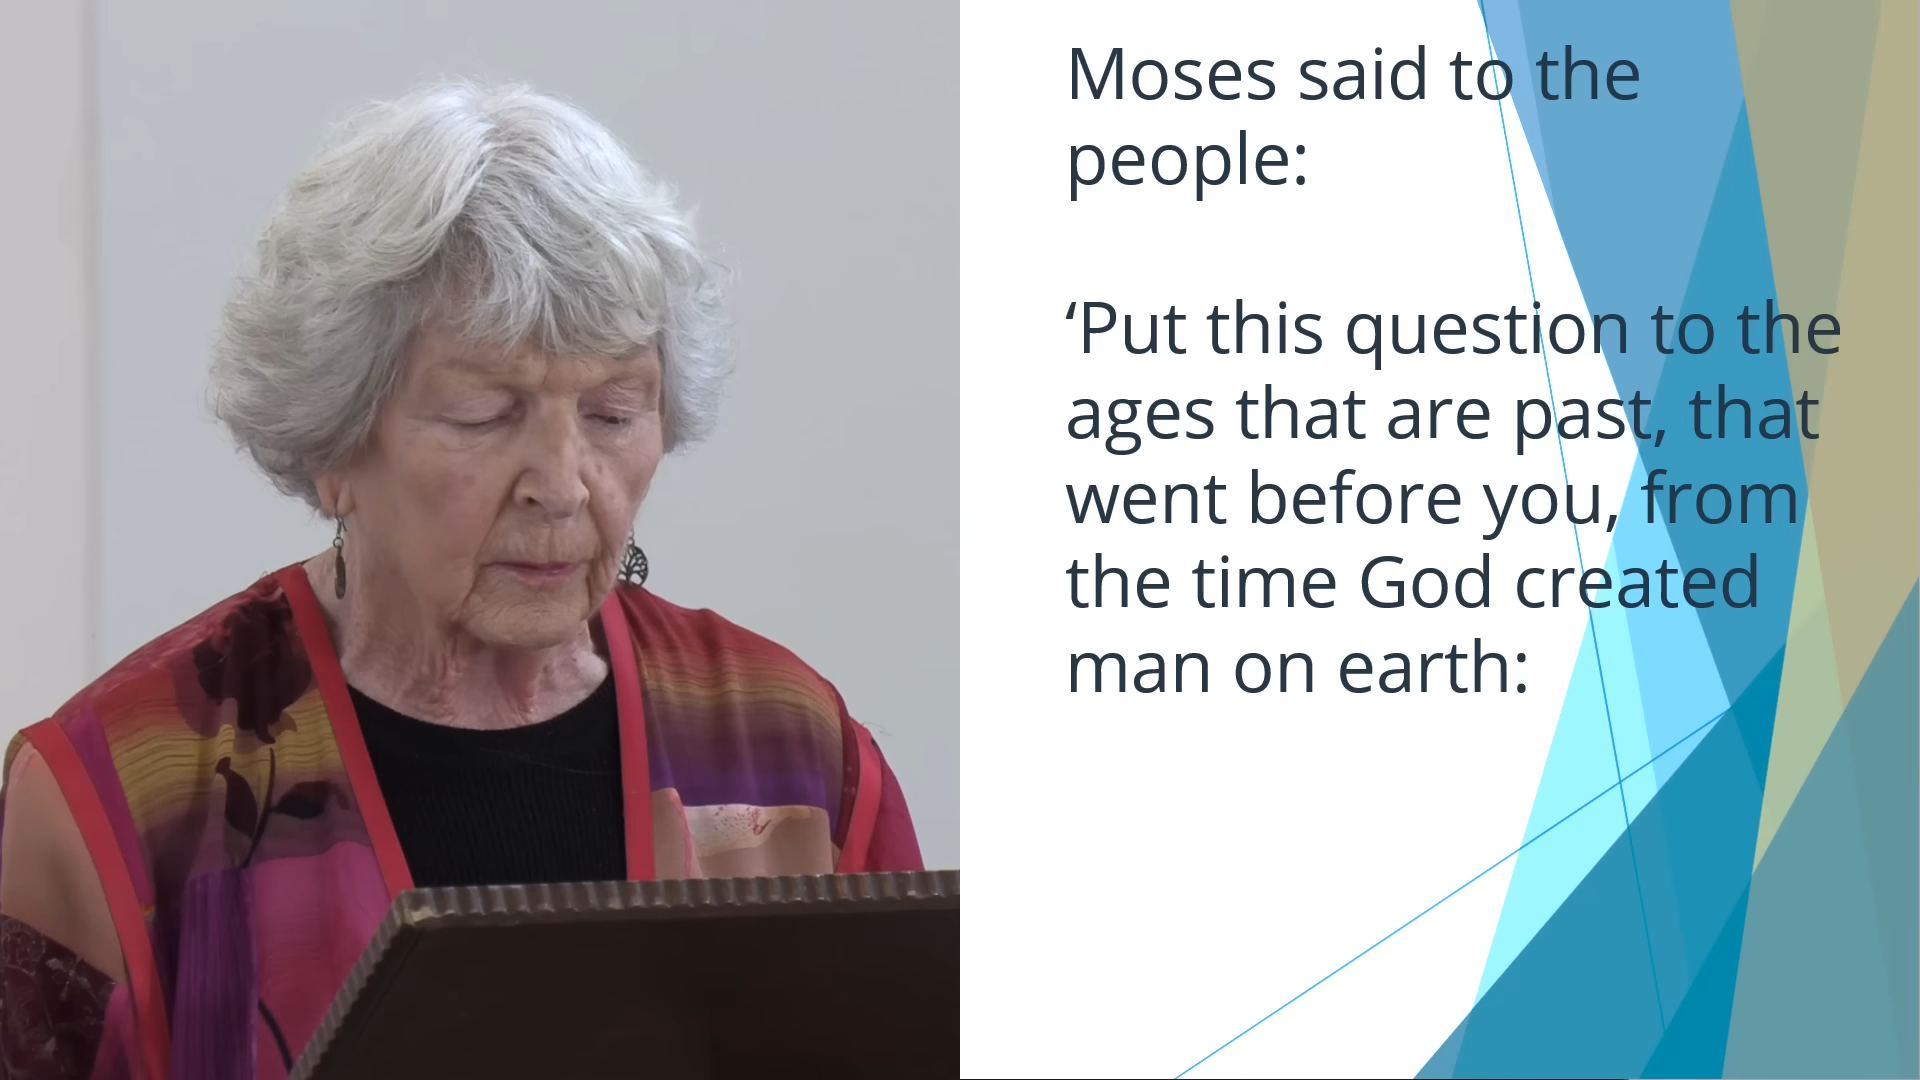 Moses said to the
people:
‘Put this question to the
ages that are past, that
went before you, from
the time God created
man on earth: